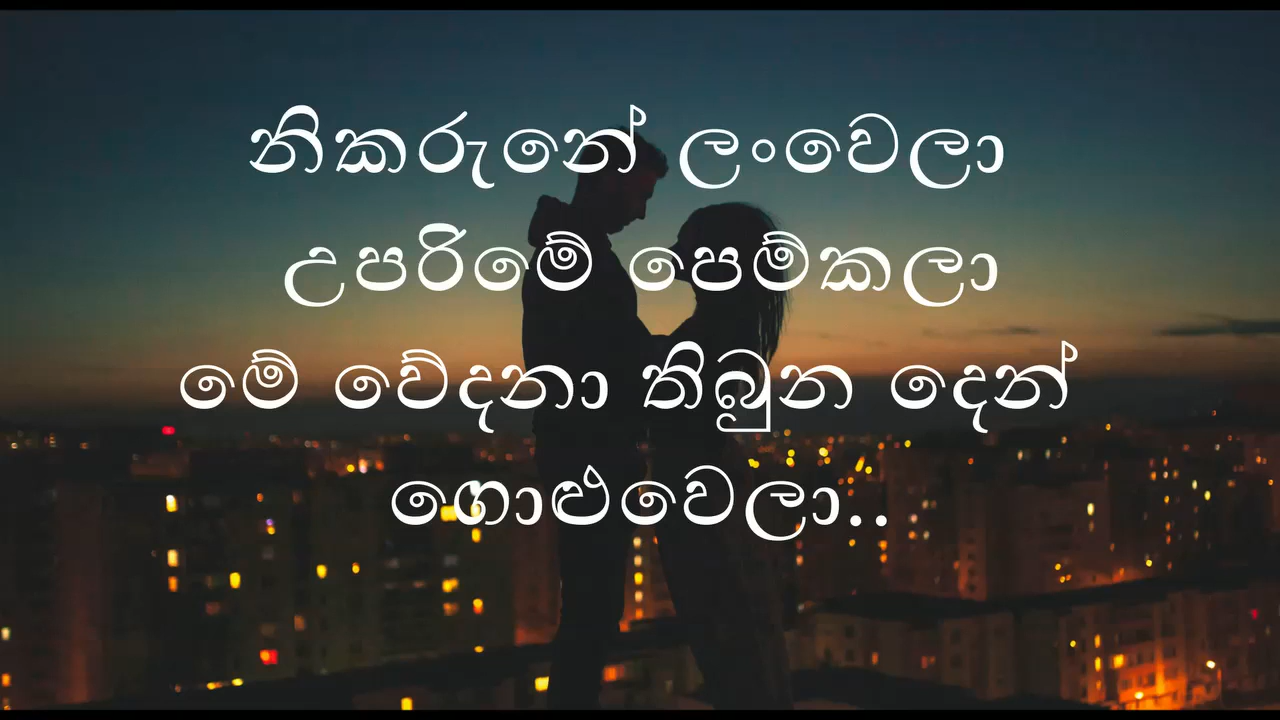 නිකරුනේ ලංවෙලා
උපරිමේ පෙම්කලා
මේ වේදනා තිබුන දෙන්
ගොළුවෙලා..